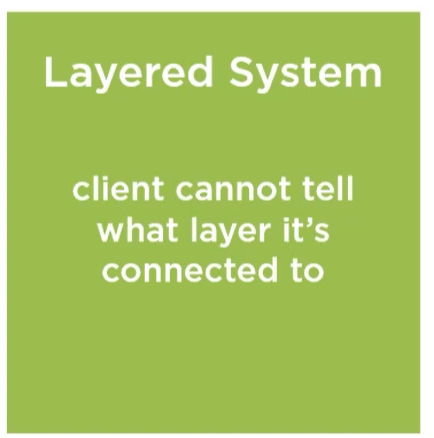 Layered System
client cannot tell
what layer it’s
connected to